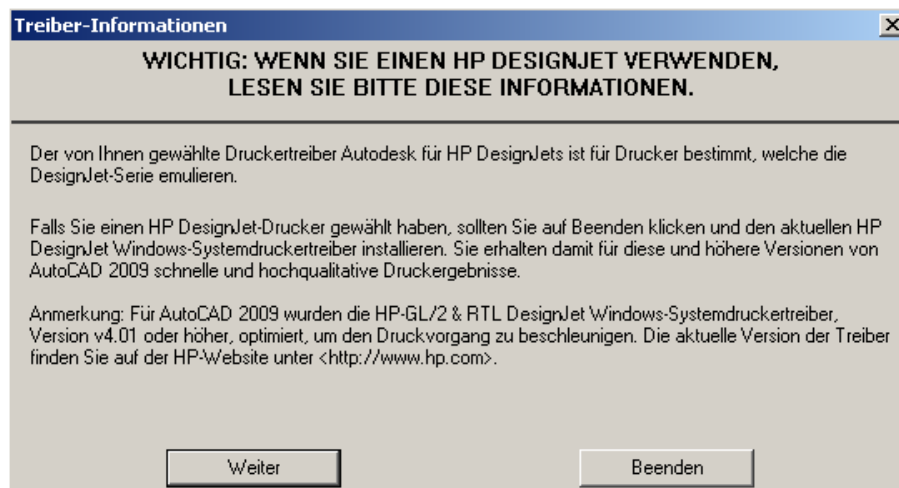 Treiber-Informationen
WICHTIG: WENN SIE EINEN HP DESIGNJET VERWENDEN,
LESEN SIE BITTE DIESE INFORMATIONEN.
Der von Ihnen gewählte Druckertreiber Autodesk für HP DesignJets ist für Drucker bestimmt, welche die
DesignJet-Serie emulieren.
Falls Sie einen HP DesignJet-Drucker gewählt haben, sollten Sie auf Beenden klicken und den aktuellen HP
DesignJet Windows-Systemdruckertreiber installieren. Sie erhalten damit für diese und höhere Versionen von
AutoCAD 2009 schnelle und hochqualitative Druckergebnisse.
Anmerkung: Für AutoCAD 2009 wurden die HP-GL/2 & RTL DesignJet Windows-Systemdruckertreiber,
Version v4.01 oder höher, optimiert, um den Druckvorgang zu beschleunigen. Die aktuelle Version der Treiber
finden Sie auf der HP-Website unter <http://www.hp.com>.
Weiter
Beenden